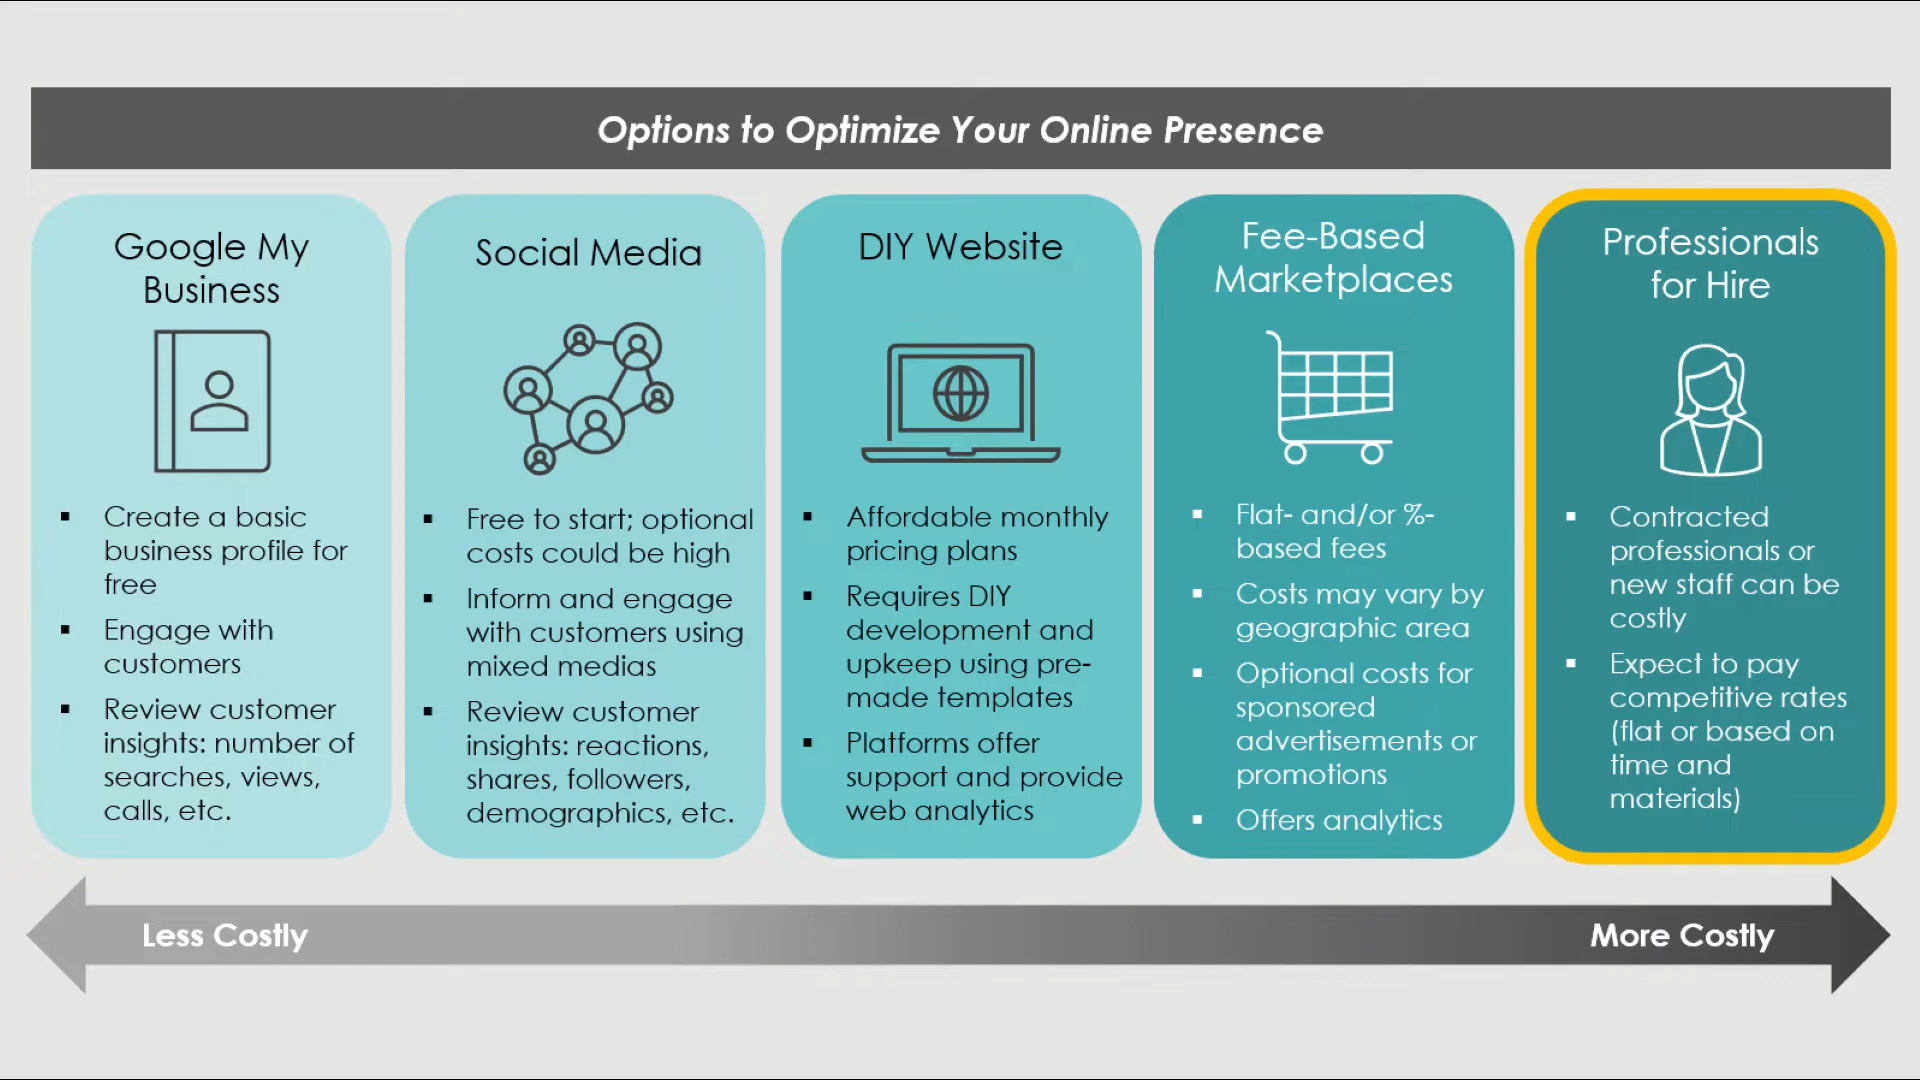 Options to Optimize Your Online Presence
Google My
Business
▪ Create a basic
business profile for
free
▪ Engage with
customers
▪ Review customer
insights: number of
searches, views,
calls, etc.
Social Media
▪ Free to start; optional
costs could be high
▪ Inform and engage
with customers using
mixed medias
▪ Review customer
insights: reactions,
shares, followers,
demographics, etc.
DIY Website
▪ Affordable monthly
pricing plans
▪ Requires DIY
development and
upkeep using pre-
made templates
▪ Platforms offer
support and provide
web analytics
Fee-Based
Marketplaces
▪ Flat- and/or %-
based fees
▪ Costs may vary by
geographic area
▪ Optional costs for
sponsored
advertisements or
promotions
▪ Offers analytics
Professionals
for Hire
▪ Contracted
professionals or
new staff can be
costly
▪ Expect to pay
competitive rates
(flat or based on
time and
materials)
Less Costly
More Costly